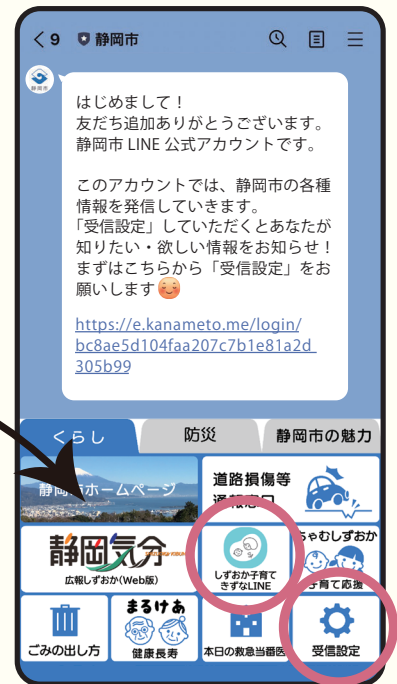 9 静岡市
静岡市
はじめまして！
友だち追加ありがとうございます。
静岡市 LINE 公式アカウントです。
このアカウントでは、静岡市の各種
情報を発信していきます。
「受信設定」していただくとあなたが
知りたい・欲しい情報をお知らせ！
まずはこちらから「受信設定」をお
願いします
https://e.kanameto.me/login/
bc8ae5d104faa207c7b1e81a2d
305b99
くらし 防災 静岡市の魅力
静岡市ホームページ
道路損傷等
通報窓口
静岡気分
広報しずおか(Web版)
しずおか子育て
きずなLINE
ちゃむしずおか
子育て応援
ごみの出し方
まるけあ
健康長寿
本日の救急当番医
受信設定